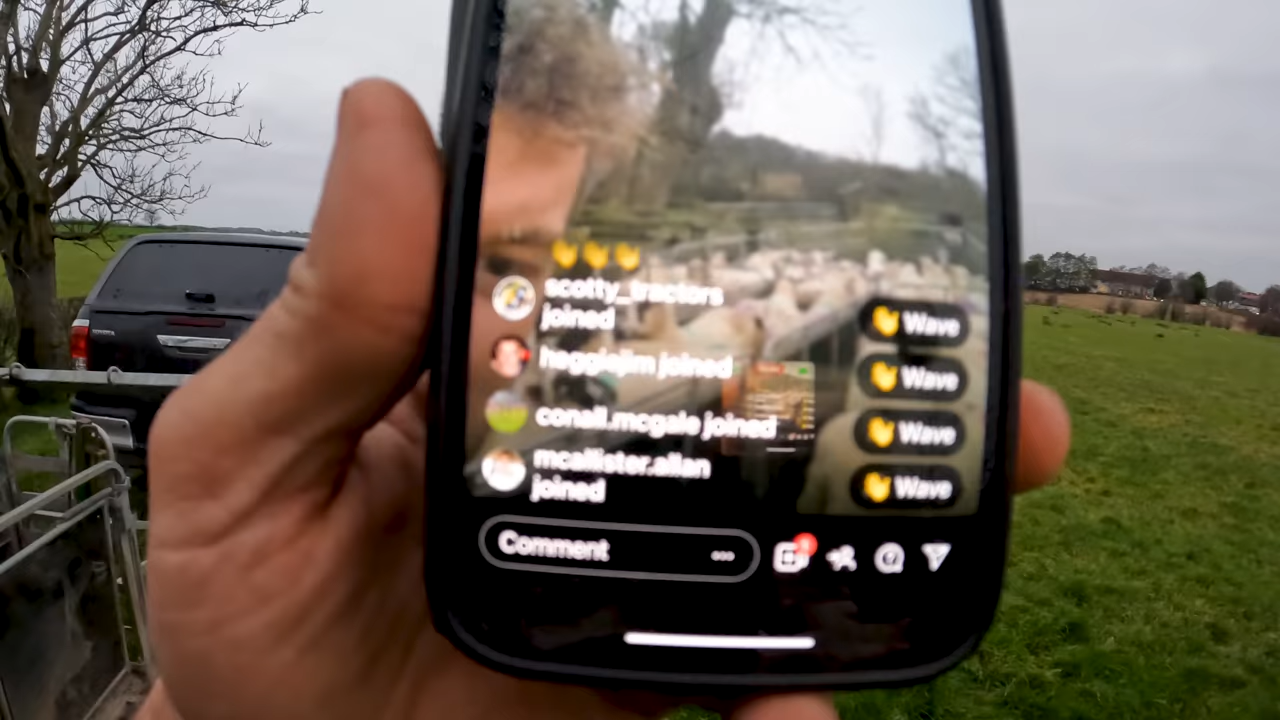 scotty_tractors
joined
Wave
heggiejim joined
Wave
conall.mcgale joined
Wave
mcallister.allan
joined
Wave
Comment